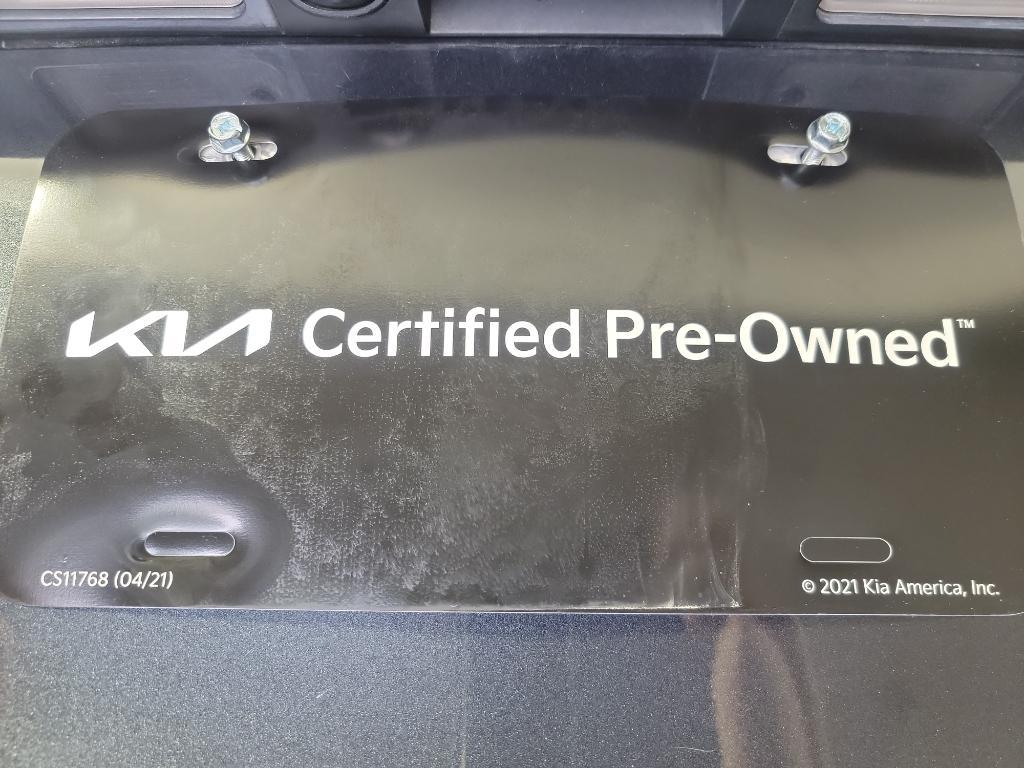 KIA Certified Pre-Owned™
CS11768 (04/21)
© 2021 Kia America, Inc.